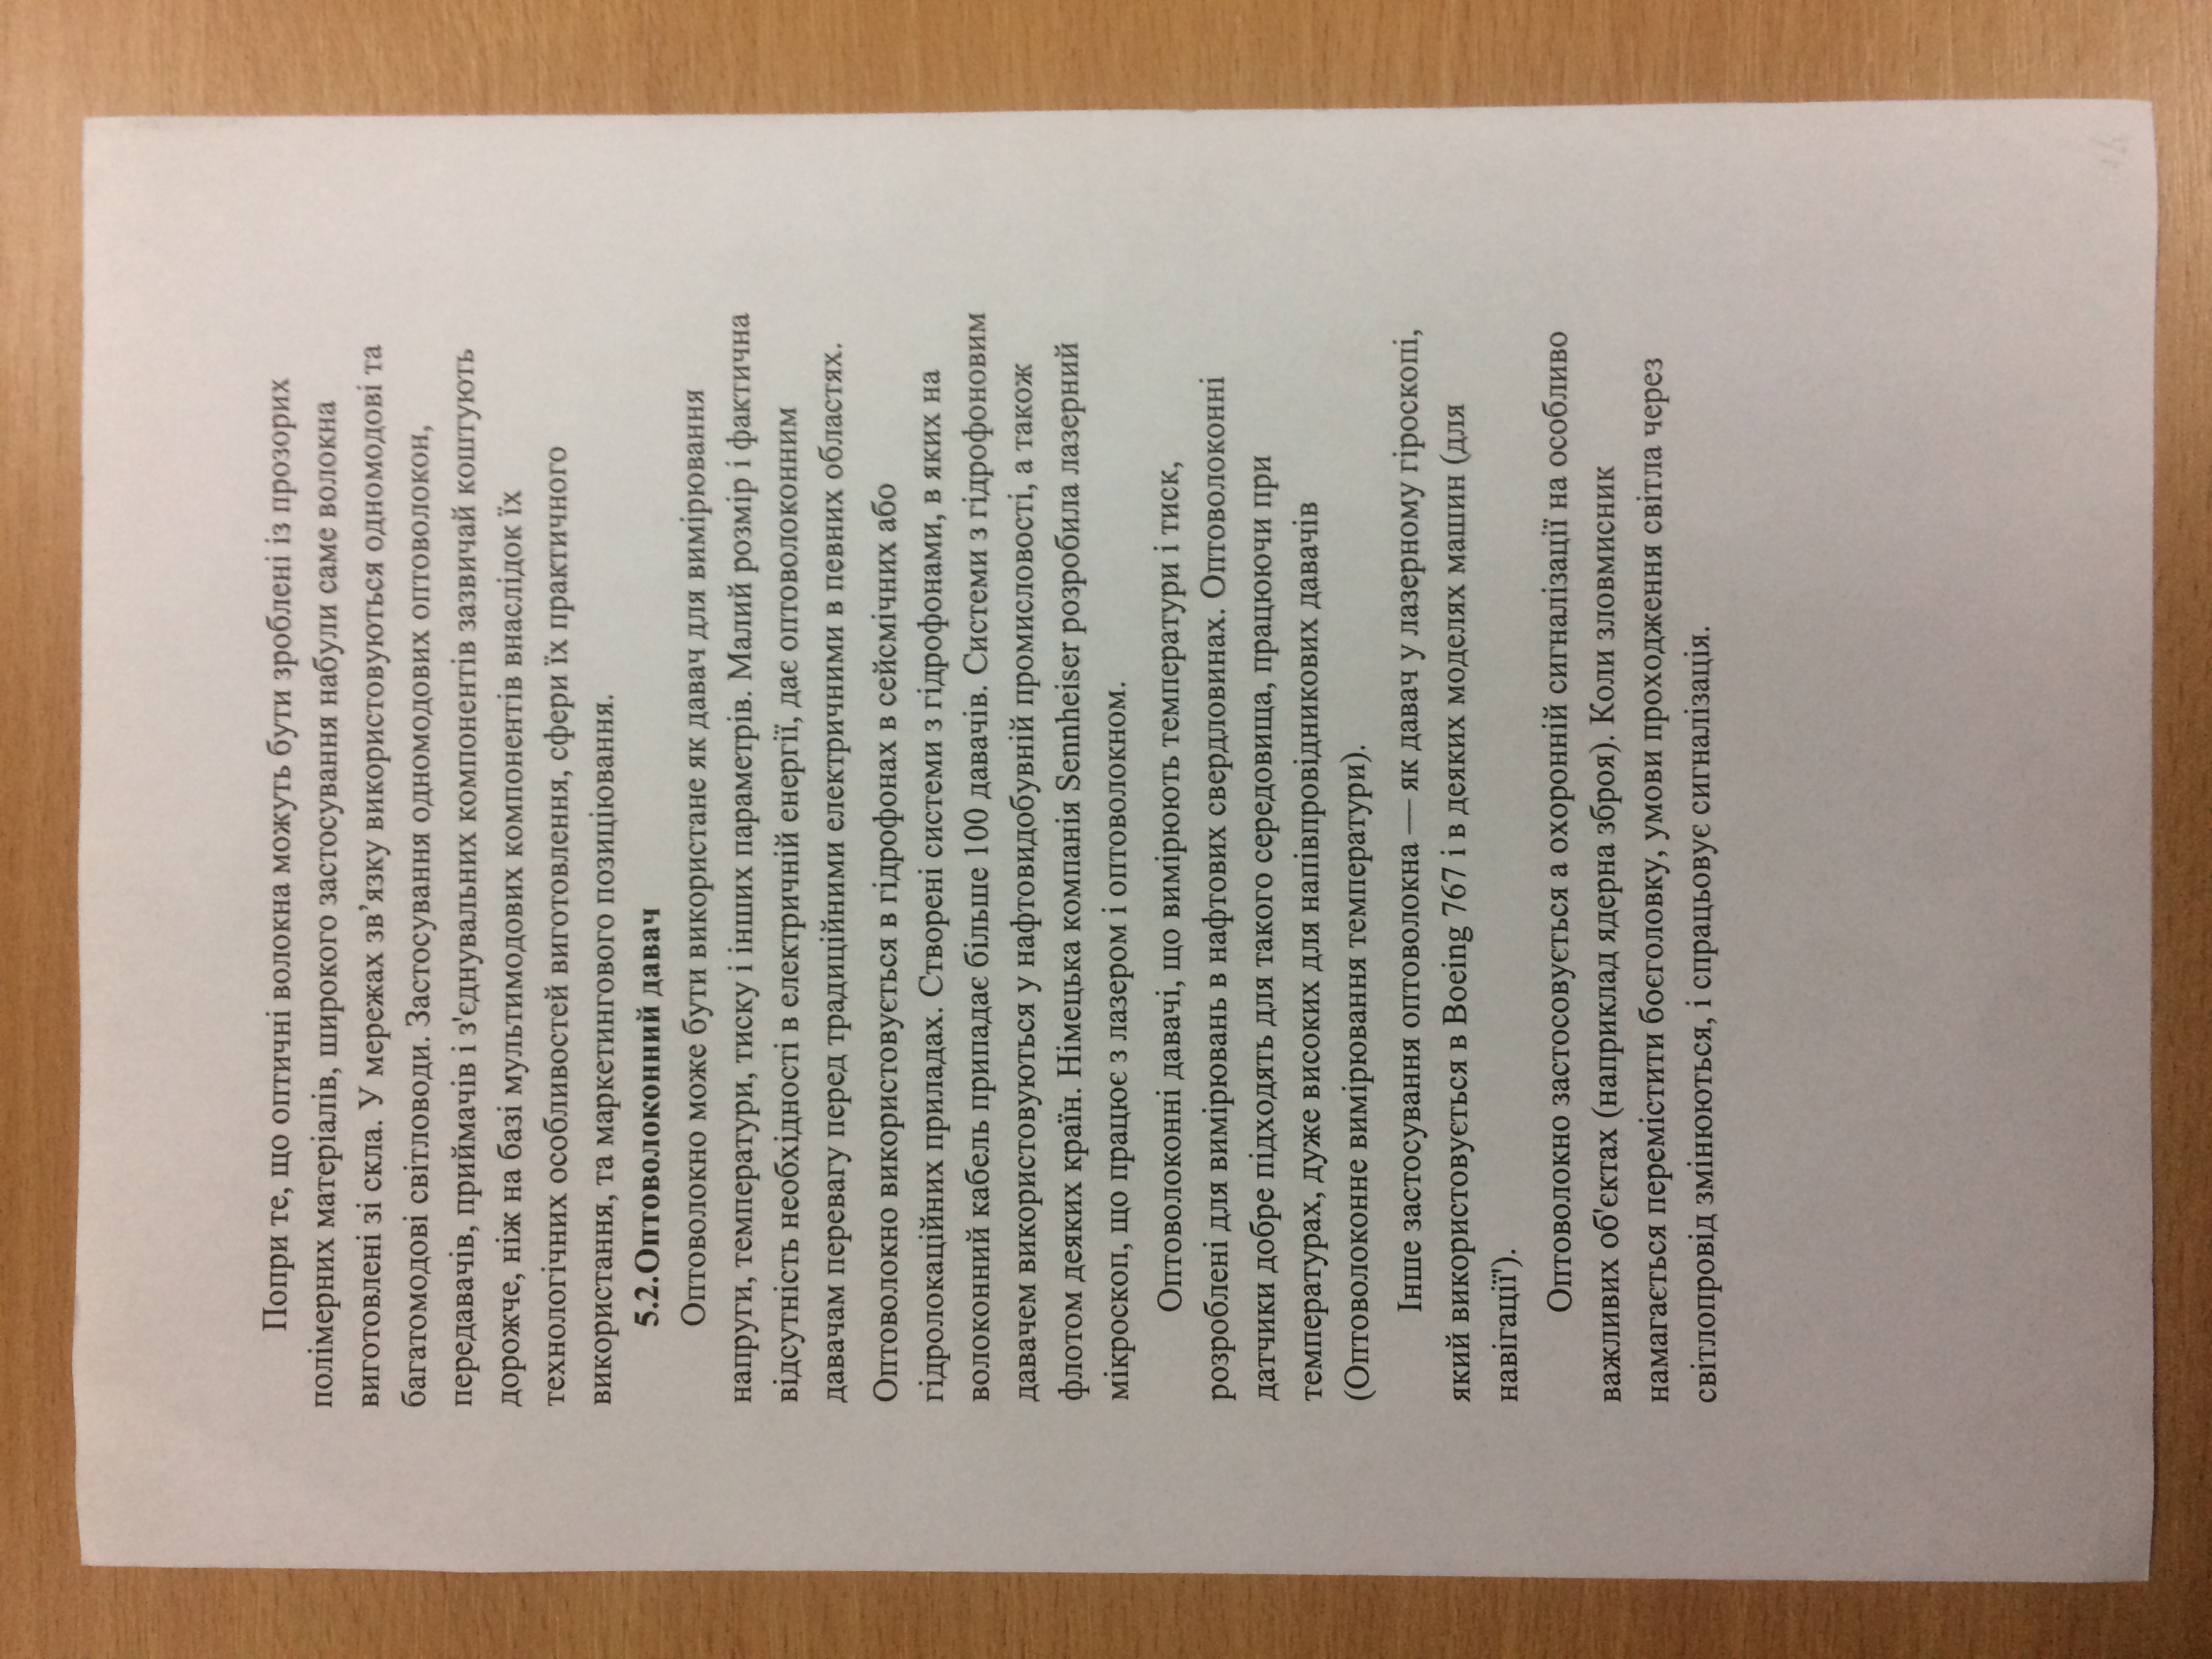 Попри те, що оптичні волокна можуть бути зроблені із прозорих
полімерних матеріалів, широкого застосування набули саме волокна
виготовлені зі скла. У мережах зв’язку використовуються одномодові та
багатомодові світловоди. Застосування одномодових оптоволокон,
передавачів, приймачів і з'єднувальних компонентів зазвичай коштують
дорожче, ніж на базі мультимодових компонентів внаслідок їх
технологічних особливостей виготовлення, сфери їх практичного
використання, та маркетингового позиціювання.
5.2.Оптоволоконний давач
Оптоволокно може бути використане як давач для вимірювання
напруги, температури, тиску і інших параметрів. Малий розмір і фактична
відсутність необхідності в електричній енергії, дає оптоволоконним
давачам перевагу перед традиційними електричними в певних областях.
Оптоволокно використовується в гідрофонах в сейсмічних або
гідролокаційних приладах. Створені системи з гідрофонами, в яких на
волоконний кабель припадає більше 100 давачів. Системи з гідрофоновим
давачем використовуються у нафтовидобувній промисловості, а також
флотом деяких країн. Німецька компанія Sennheiser розробила лазерний
мікроскоп, що працює з лазером і оптоволокном.
Оптоволоконні давачі, що вимірюють температури і тиск,
розроблені для вимірювань в нафтових свердловинах. Оптоволоконні
датчики добре підходять для такого середовища, працюючи при
температурах, дуже високих для напівпровідникових давачів
(Оптоволоконне вимірювання температури).
Інше застосування оптоволокна — як давач у лазерному гіроскопі,
який використовується в Boeing 767 і в деяких моделях машин (для
навігації').
Оптоволокно застосовується а охоронній сигналізації на особливо
важливих об'єктах (наприклад ядерна зброя). Коли зловмисник
намагається перемістити боєголовку, умови проходження світла через
світлопровід змінюються, і спрацьовує сигналізація.